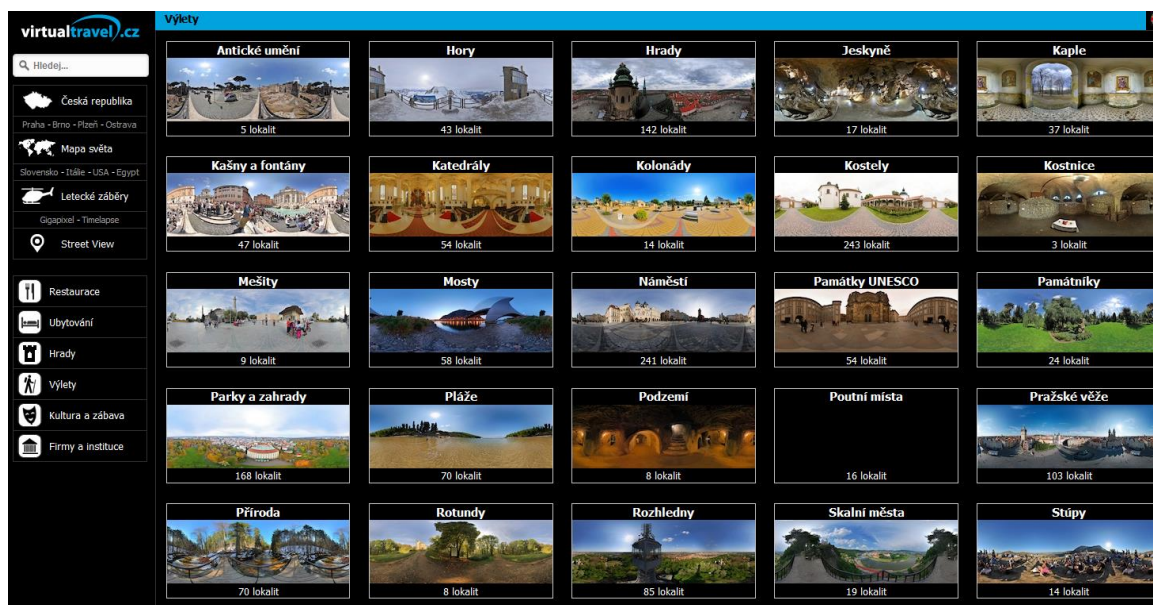 virtualtravel.cz
Výlety
Hledej...
Česká republika
Praha - Brno - Plzeň - Ostrava
Mapa světa
Slovensko - Itálie - USA - Egypt
Letecké záběry
Gigapixel - Timelapse
Street View
Restaurace
Ubytování
Hrady
Výlety
Kultura a zábava
Firmy a instituce
Antické umění
5 lokalit
Hory
43 lokalit
Hrady
142 lokalit
Jeskyně
17 lokalit
Kaple
37 lokalit
Kašny a fontány
47 lokalit
Katedrály
54 lokalit
Kolonády
14 lokalit
Kostely
243 lokalit
Kostnice
3 lokalit
Mešity
9 lokalit
Mosty
58 lokalit
Náměstí
241 lokalit
Památky UNESCO
54 lokalit
Památníky
24 lokalit
Parky a zahrady
168 lokalit
Pláže
70 lokalit
Podzemí
8 lokalit
Poutní místa
16 lokalit
Pražské věže
103 lokalit
Příroda
70 lokalit
Rotundy
8 lokalit
Rozhledny
85 lokalit
Skalní města
19 lokalit
Stúpy
14 lokalit